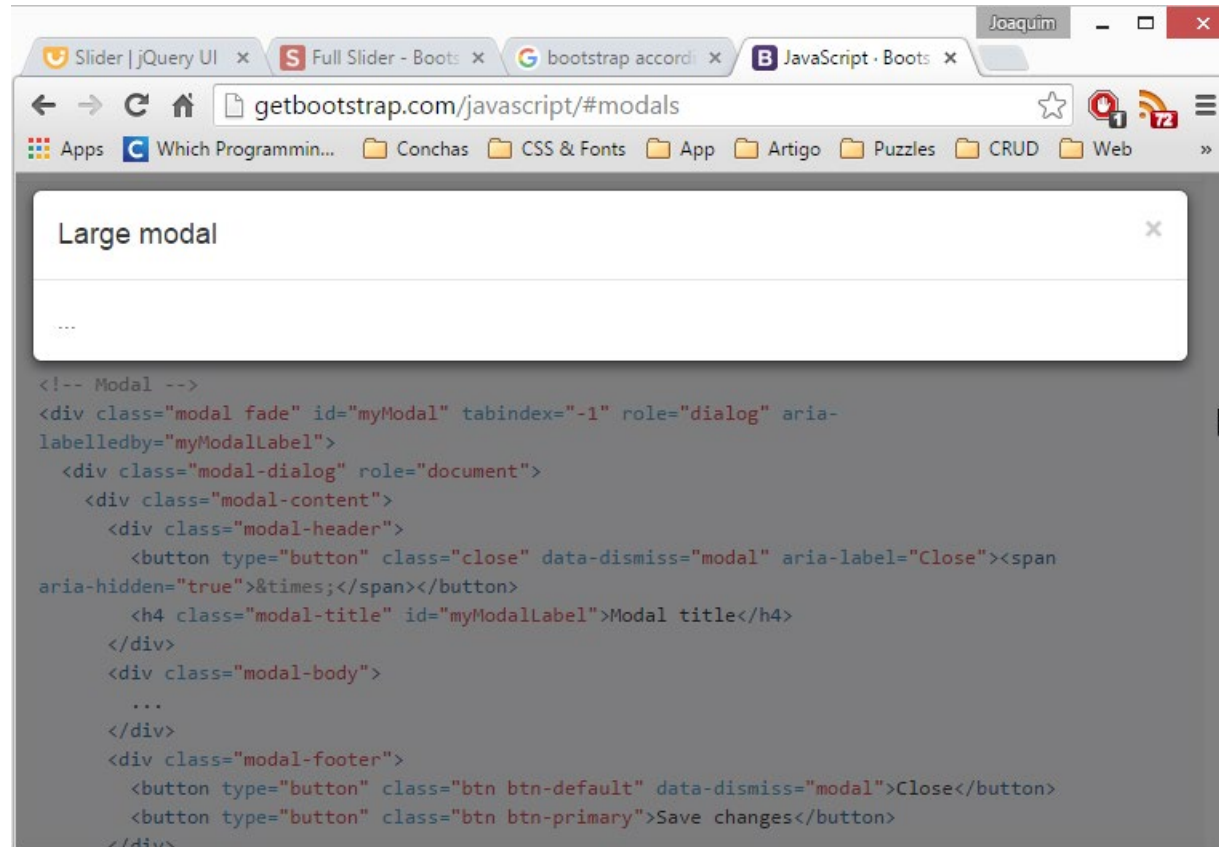 Joaquim
Slider | jQuery UI
Full Slider - Boots
bootstrap accordi
JavaScript · Boots
getbootstrap.com/javascript/#modals
1
72
Apps
Which Programmin...
Conchas
CSS & Fonts
App
Artigo
Puzzles
CRUD
Web
»
Large modal
×
...
<!-- Modal -->
<div class="modal fade" id="myModal" tabindex="-1" role="dialog" aria-
labelledby="myModalLabel">
<div class="modal-dialog" role="document">
<div class="modal-content">
<div class="modal-header">
<button type="button" class="close" data-dismiss="modal" aria-label="Close"><span
aria-hidden="true">&times;</span></button>
<h4 class="modal-title" id="myModalLabel">Modal title</h4>
</div>
<div class="modal-body">
...
</div>
<div class="modal-footer">
<button type="button" class="btn btn-default" data-dismiss="modal">Close</button>
<button type="button" class="btn btn-primary">Save changes</button>
</div>